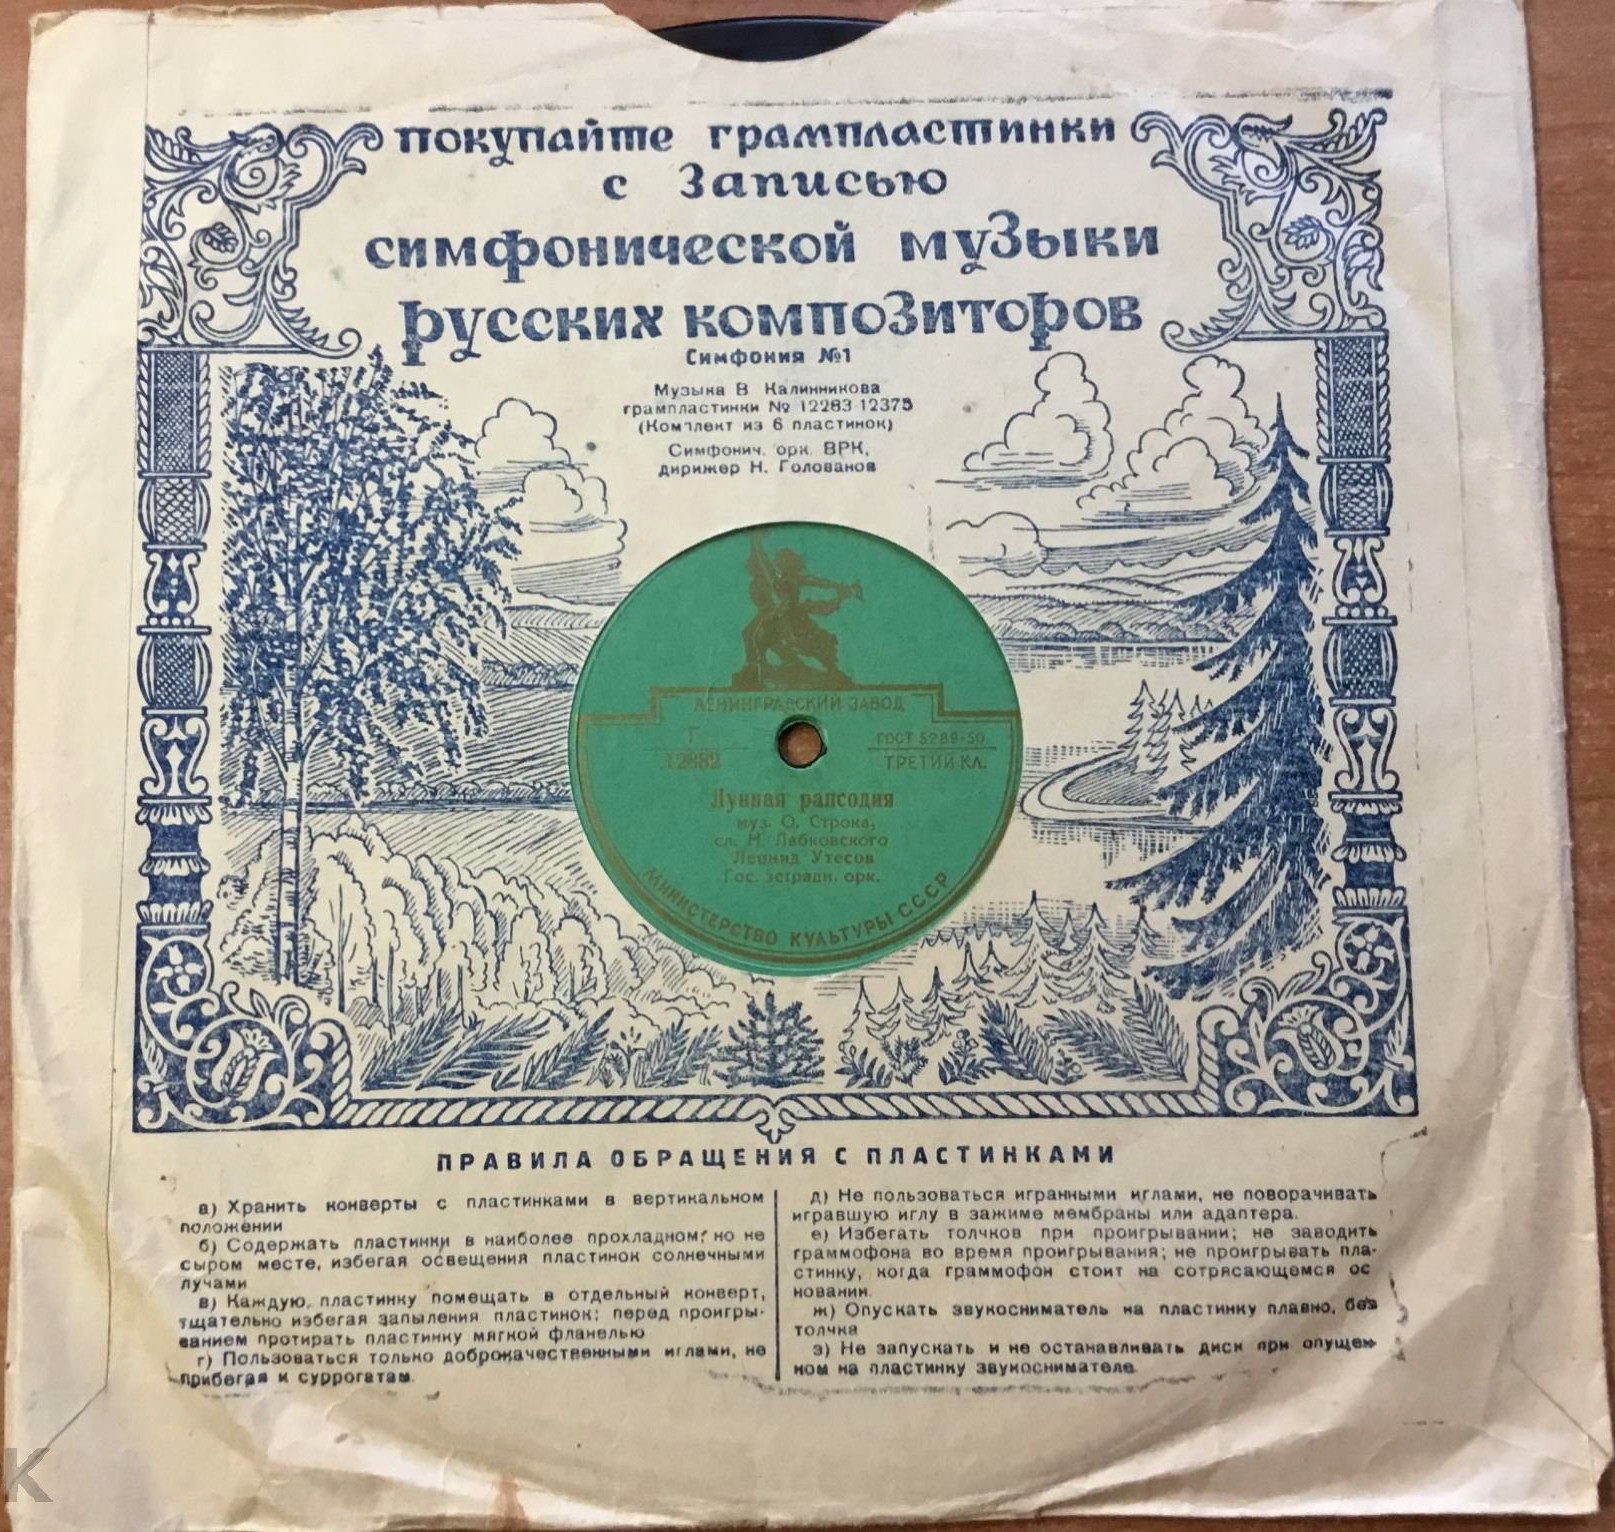 покупайте грампластинки
с записью
симфонической музыки
русских композиторов
Симфония №1
Музыка В Калинникова
грампластинки № 12283-12375
(Комплект из 6 пластинок)
Симфонич. орк. ВРК,
дирижер Н. Голованов
ЛЕНИНГРАДСКИЙ ЗАВОД
Г ГОСТ 5289-50
12882 ТРЕТИЙ КЛ.
Лунная рапсодия
муз. О. Строка,
сл. Н. Лабковского
Леонид Утесов
Гос. эстрадн. орк.
МИНИСТЕРСТВО КУЛЬТУРЫ СССР
ПРАВИЛА ОБРАЩЕНИЯ С ПЛАСТИНКАМИ
а) Хранить конверты с пластинками в вертикальном
положении
б) Содержать пластинки в наиболее прохладном, но не
сыром месте, избегая освещения пластинок солнечными
лучами
в) Каждую пластинку помещать в отдельный конверт,
тщательно избегая запыления пластинок; перед проигры-
ванием протирать пластинку мягкой фланелью
г) Пользоваться только доброкачественными иглами, не
прибегая к суррогатам.
д) Не пользоваться игранными иглами, не поворачивать
игравшую иглу в зажиме мембраны или адаптера.
е) Избегать толчков при проигрывании; не заводить
граммофона во время проигрывания; не проигрывать пла-
стинку, когда граммофон стоит на сотрясающемся ос
новании.
ж) Опускать звукосниматель на пластинку плавно, без
толчка
з) Не запускать и не останавливать диск при опущен-
ном на пластинку звукоснимателе.
K